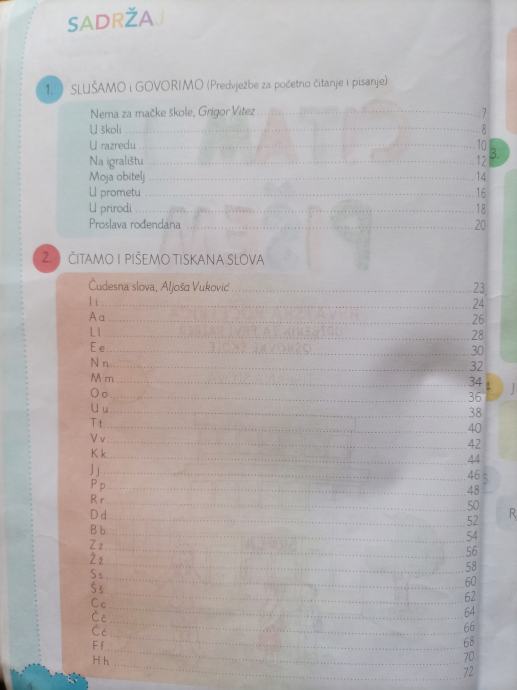 SADRŽAJ
1. SLUŠAMO I GOVORIMO (Predvježbe za početno čitanje i pisanje)
Nema za mačke škole, Grigor Vitez 7
U školi 8
U razredu 10
Na igralištu 12
Moja obitelj 14
U prometu 16
U prirodi 18
Proslava rođendana 20
2. ČITAMO I PIŠEMO TISKANA SLOVA
Čudesna slova, Aljoša Vuković 23
I i 24
A a 26
L l 28
E e 30
N n 32
M m 34
O o 36
U u 38
T t 40
V v 42
K k 44
J j 46
P p 48
R r 50
D d 52
B b 54
Z z 56
Ž ž 58
S s 60
Š š 62
C c 64
Č č 66
Ć ć 68
F f 70
H h 72
3.